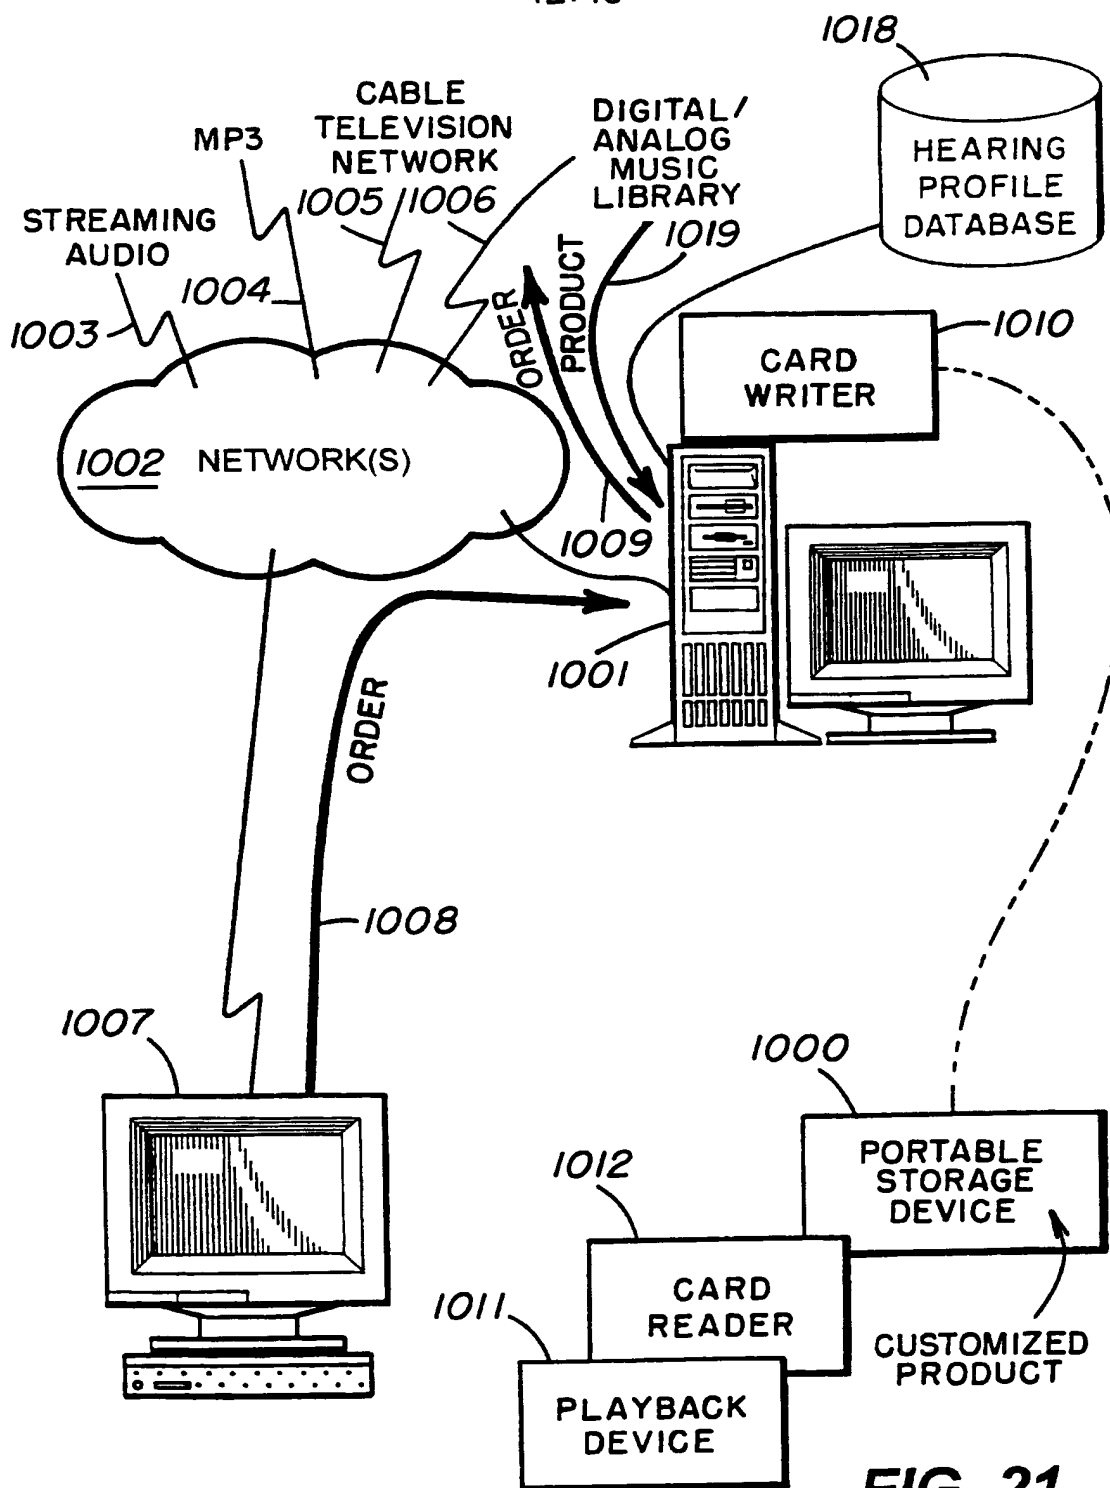 1018
CABLE
TELEVISION
NETWORK
DIGITAL/
ANALOG
MUSIC
LIBRARY
MP3
HEARING
PROFILE
DATABASE
STREAMING
AUDIO
1005
1006
1019
1004
1003
ORDER
PRODUCT
1010
CARD
WRITER
1002
NETWORK(S)
1009
1001
ORDER
1008
1007
1000
PORTABLE
STORAGE
DEVICE
1012
CARD
READER
1011
CUSTOMIZED
PRODUCT
PLAYBACK
DEVICE
FIG. 21